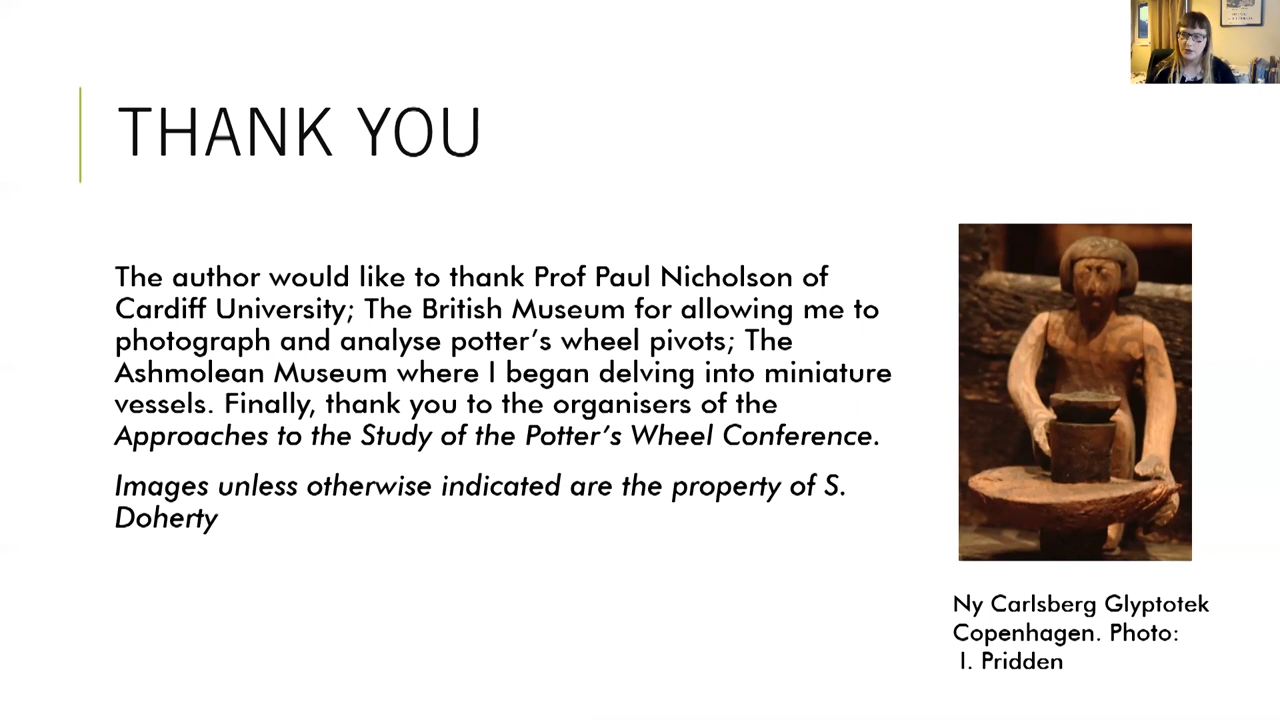 THANK YOU
The author would like to thank Prof Paul Nicholson of
Cardiff University; The British Museum for allowing me to
photograph and analyse potter’s wheel pivots; The
Ashmolean Museum where I began delving into miniature
vessels. Finally, thank you to the organisers of the
Approaches to the Study of the Potter’s Wheel Conference.
Images unless otherwise indicated are the property of S.
Doherty
Ny Carlsberg Glyptotek
Copenhagen. Photo:
I. Pridden